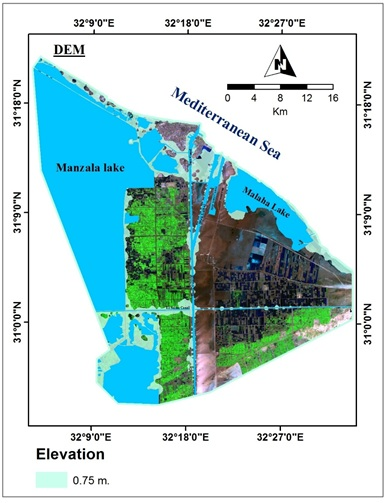 32°9'0"E 32°18'0"E 32°27'0"E
DEM
N
0 4 8 12 16
Km
31°18'0"N 31°18'0"N
Mediterranean Sea
Manzala lake
Malaha Lake
31°9'0"N 31°9'0"N
31°0'0"N 31°0'0"N
32°9'0"E 32°18'0"E 32°27'0"E
Elevation
0.75 m.